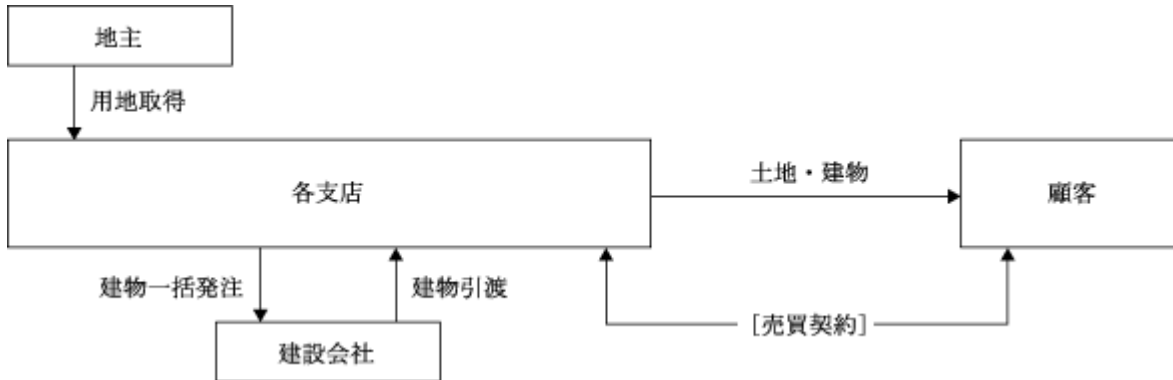 地主
用地取得
各支店
土地・建物
顧客
建物一括発注
建物引渡
[売買契約]
建設会社